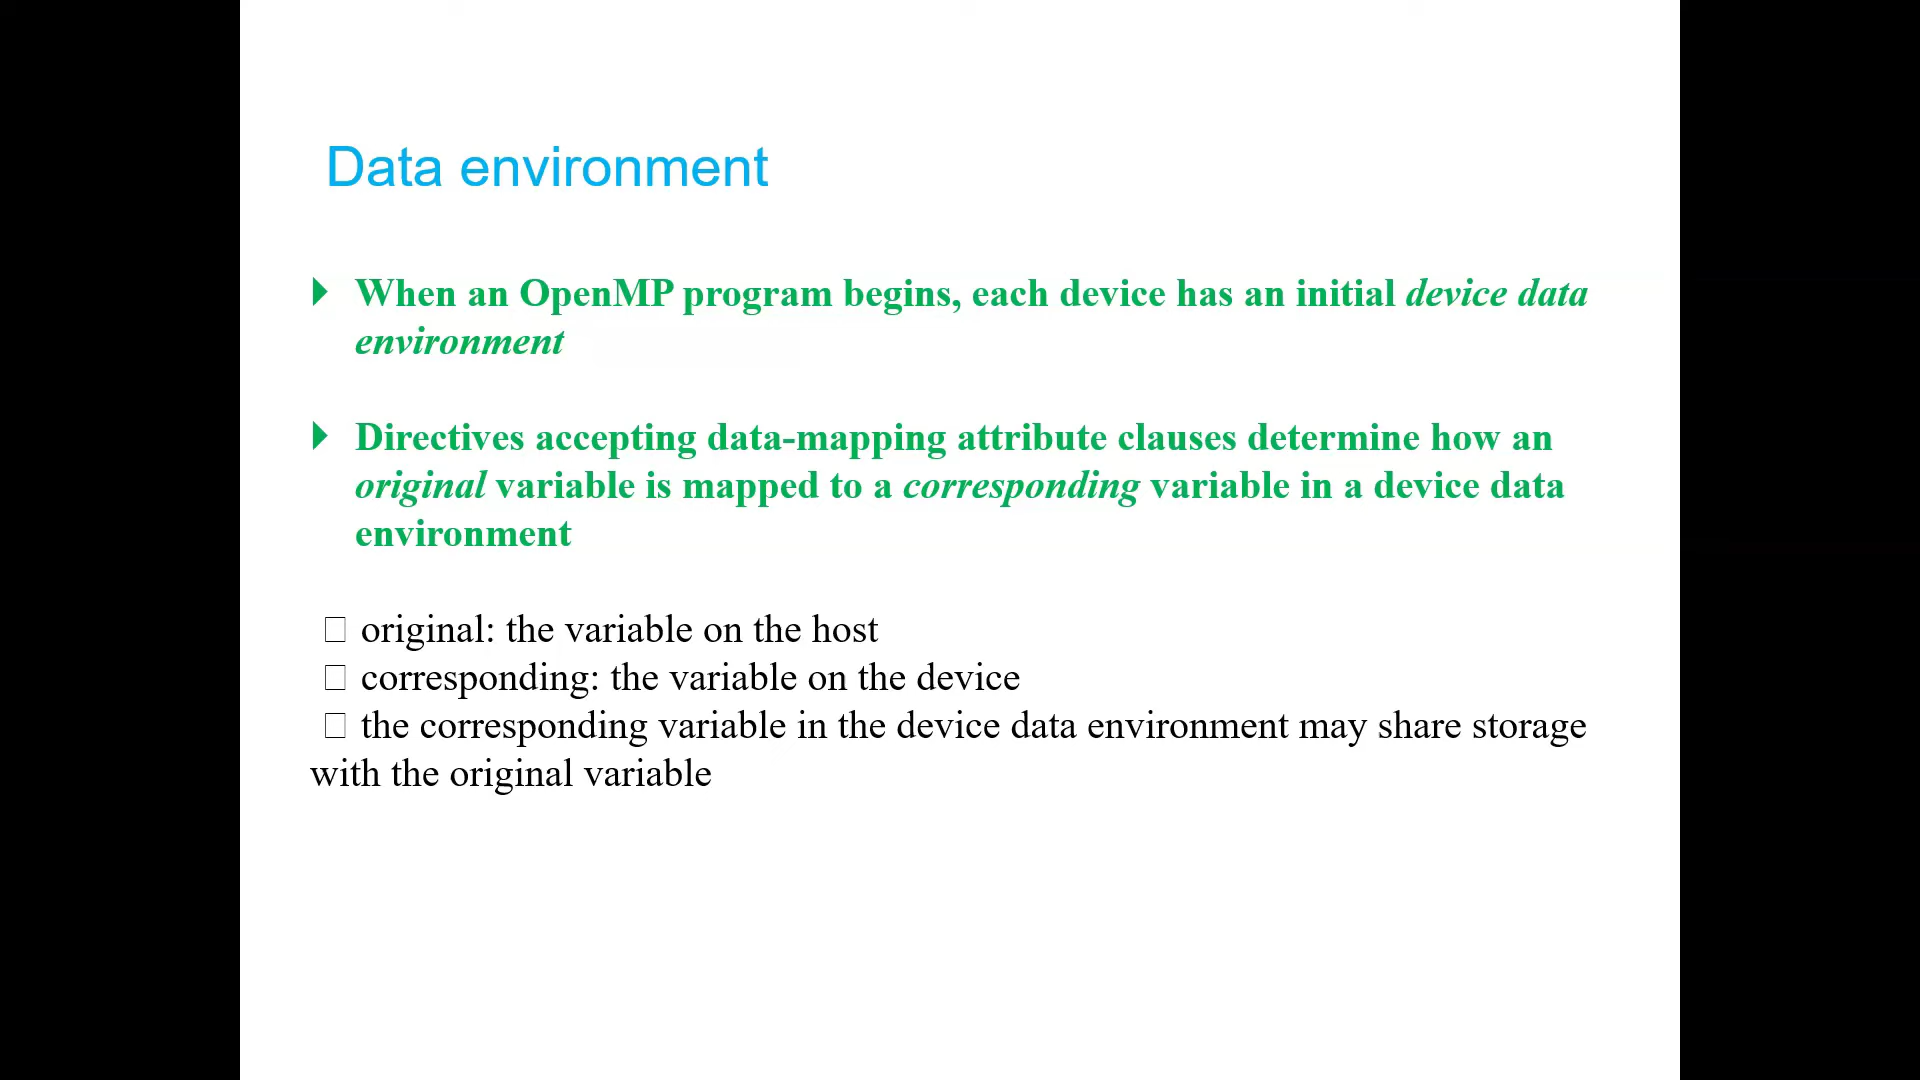 Data environment
When an OpenMP program begins, each device has an initial device data
environment
Directives accepting data-mapping attribute clauses determine how an
original variable is mapped to a corresponding variable in a device data
environment
original: the variable on the host
corresponding: the variable on the device
the corresponding variable in the device data environment may share storage
with the original variable